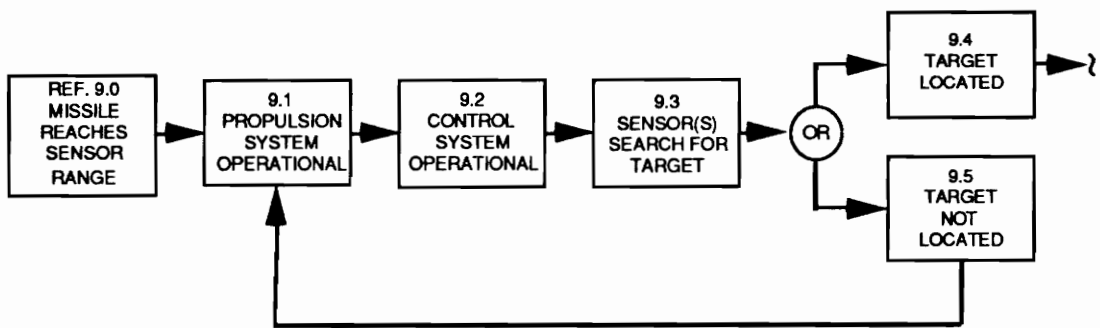 REF. 9.0
MISSILE
REACHES
SENSOR
RANGE
9.1
PROPULSION
SYSTEM
OPERATIONAL
9.2
CONTROL
SYSTEM
OPERATIONAL
9.3
SENSOR(S)
SEARCH FOR
TARGET
OR
9.4
TARGET
LOCATED
9.5
TARGET
NOT
LOCATED